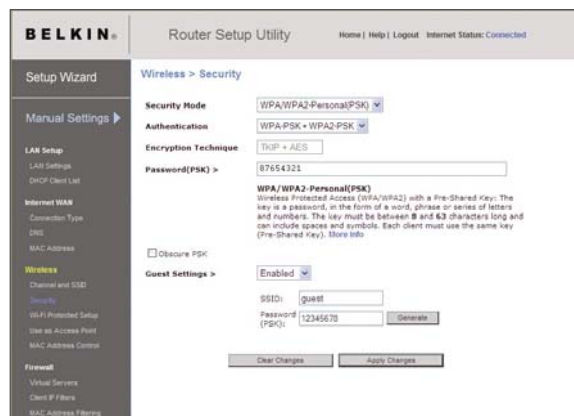 BELKIN®
Router Setup Utility
Home | Help | Logout Internet Status: Connected
Setup Wizard
Manual Settings
LAN Setup
LAN Settings
DHCP Client List
Internet WAN
Connection Type
DNS
MAC Address
Wireless
Channel and SSID
Security
Wi-Fi Protected Setup
Use as Access Point
MAC Address Control
Firewall
Virtual Servers
Client IP Filters
MAC Address Filtering
Wireless > Security
Security Mode WPA/WPA2-Personal(PSK)
Authentication WPA-PSK + WPA2-PSK
Encryption Technique TKIP + AES
Password(PSK) > 87654321
WPA/WPA2-Personal(PSK)
Wireless Protected Access (WPA/WPA2) with a Pre-Shared Key: The
key is a password, in the form of a word, phrase or series of letters
and numbers. The key must be between 8 and 63 characters long and
can include spaces and symbols. Each client must use the same key
(Pre-Shared Key). More Info
Obscure PSK
Guest Settings > Enabled
SSID: guest
Password (PSK): 12345678 Generate
Clear Changes Apply Changes